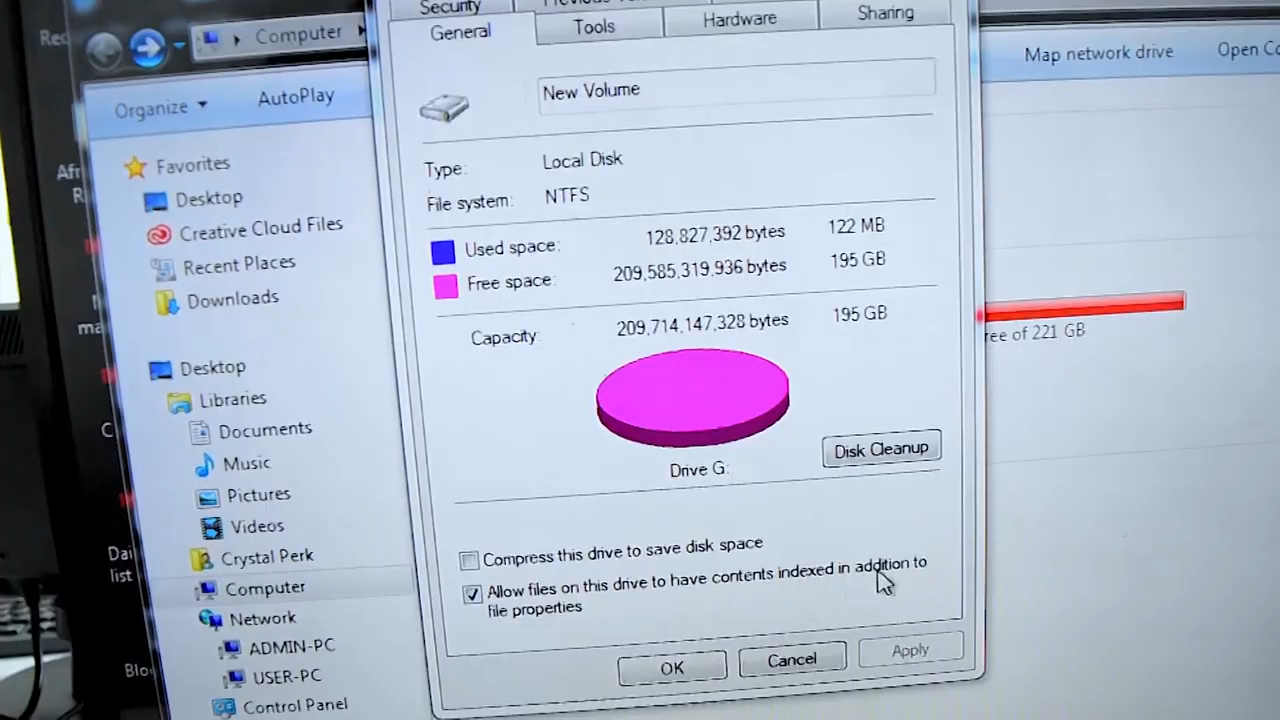 Security
General
Tools
Hardware
Sharing
Computer
Map network drive
Organize
AutoPlay
New Volume
Favorites
Desktop
Creative Cloud Files
Recent Places
Downloads
Type:
Local Disk
File system:
NTFS
Used space:
128,827,392 bytes
122 MB
Free space:
209,585,319,936 bytes
195 GB
Capacity:
209,714,147,328 bytes
195 GB
of 221 GB
Drive G:
Disk Cleanup
Desktop
Libraries
Documents
Music
Pictures
Videos
Crystal Perk
Computer
Network
ADMIN-PC
USER-PC
Control Panel
Compress this drive to save disk space
Allow files on this drive to have contents indexed in addition to
file properties
OK
Cancel
Apply
list